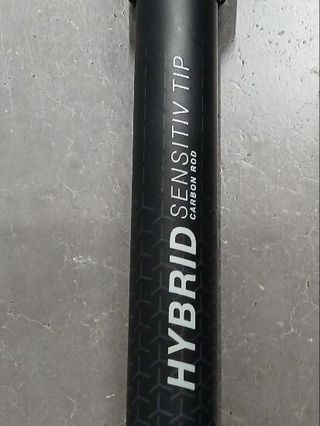 HYBRID SENSITIV TIP
CARBON ROD